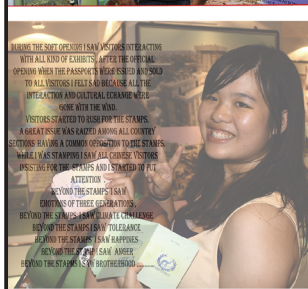 DURING THE SOFT OPENING I SAW VISITORS INTERACTING
WITH ALL KIND OF EXHIBITS . AFTER THE OFFICIAL
OPENING WHEN THE PASSPORTS WERE ISSUED AND SOLD
TO ALL VISITORS I FELT SAD BECAUSE ALL THE
INTERACTION AND CULTURAL ECHANGE WERE
GONE WITH THE WIND.
VISITORS STARTED TO RUSH FOR THE STAMPS.
A GREAT ISSUE WAS RAIZED AMONG ALL COUNTRY
SECTIONS HAVING A COMMON OPPOSITION TO THE STAMPS.
WHILE I WAS STAMPING I SAW ALL CHINESE VISITORS
INSISTING FOR THE STAMPS AND I STARTED TO PUT
ATTENTION .
BEYOND THE STAMPS I SAW
EMOTIONS OF THREE GENERATIONS ,
BEYOND THE STAMPS I SAW CLIMATE CHALLENGE
BEYOND THE STAMPS I SAW TOLERANCE
BEYOND THE STAMPS I SAW HAPPINES
BEYOND THE STAMP I SAW ANGER
BEYOND THE STAPMS I SAW BROTHERHOOD ........